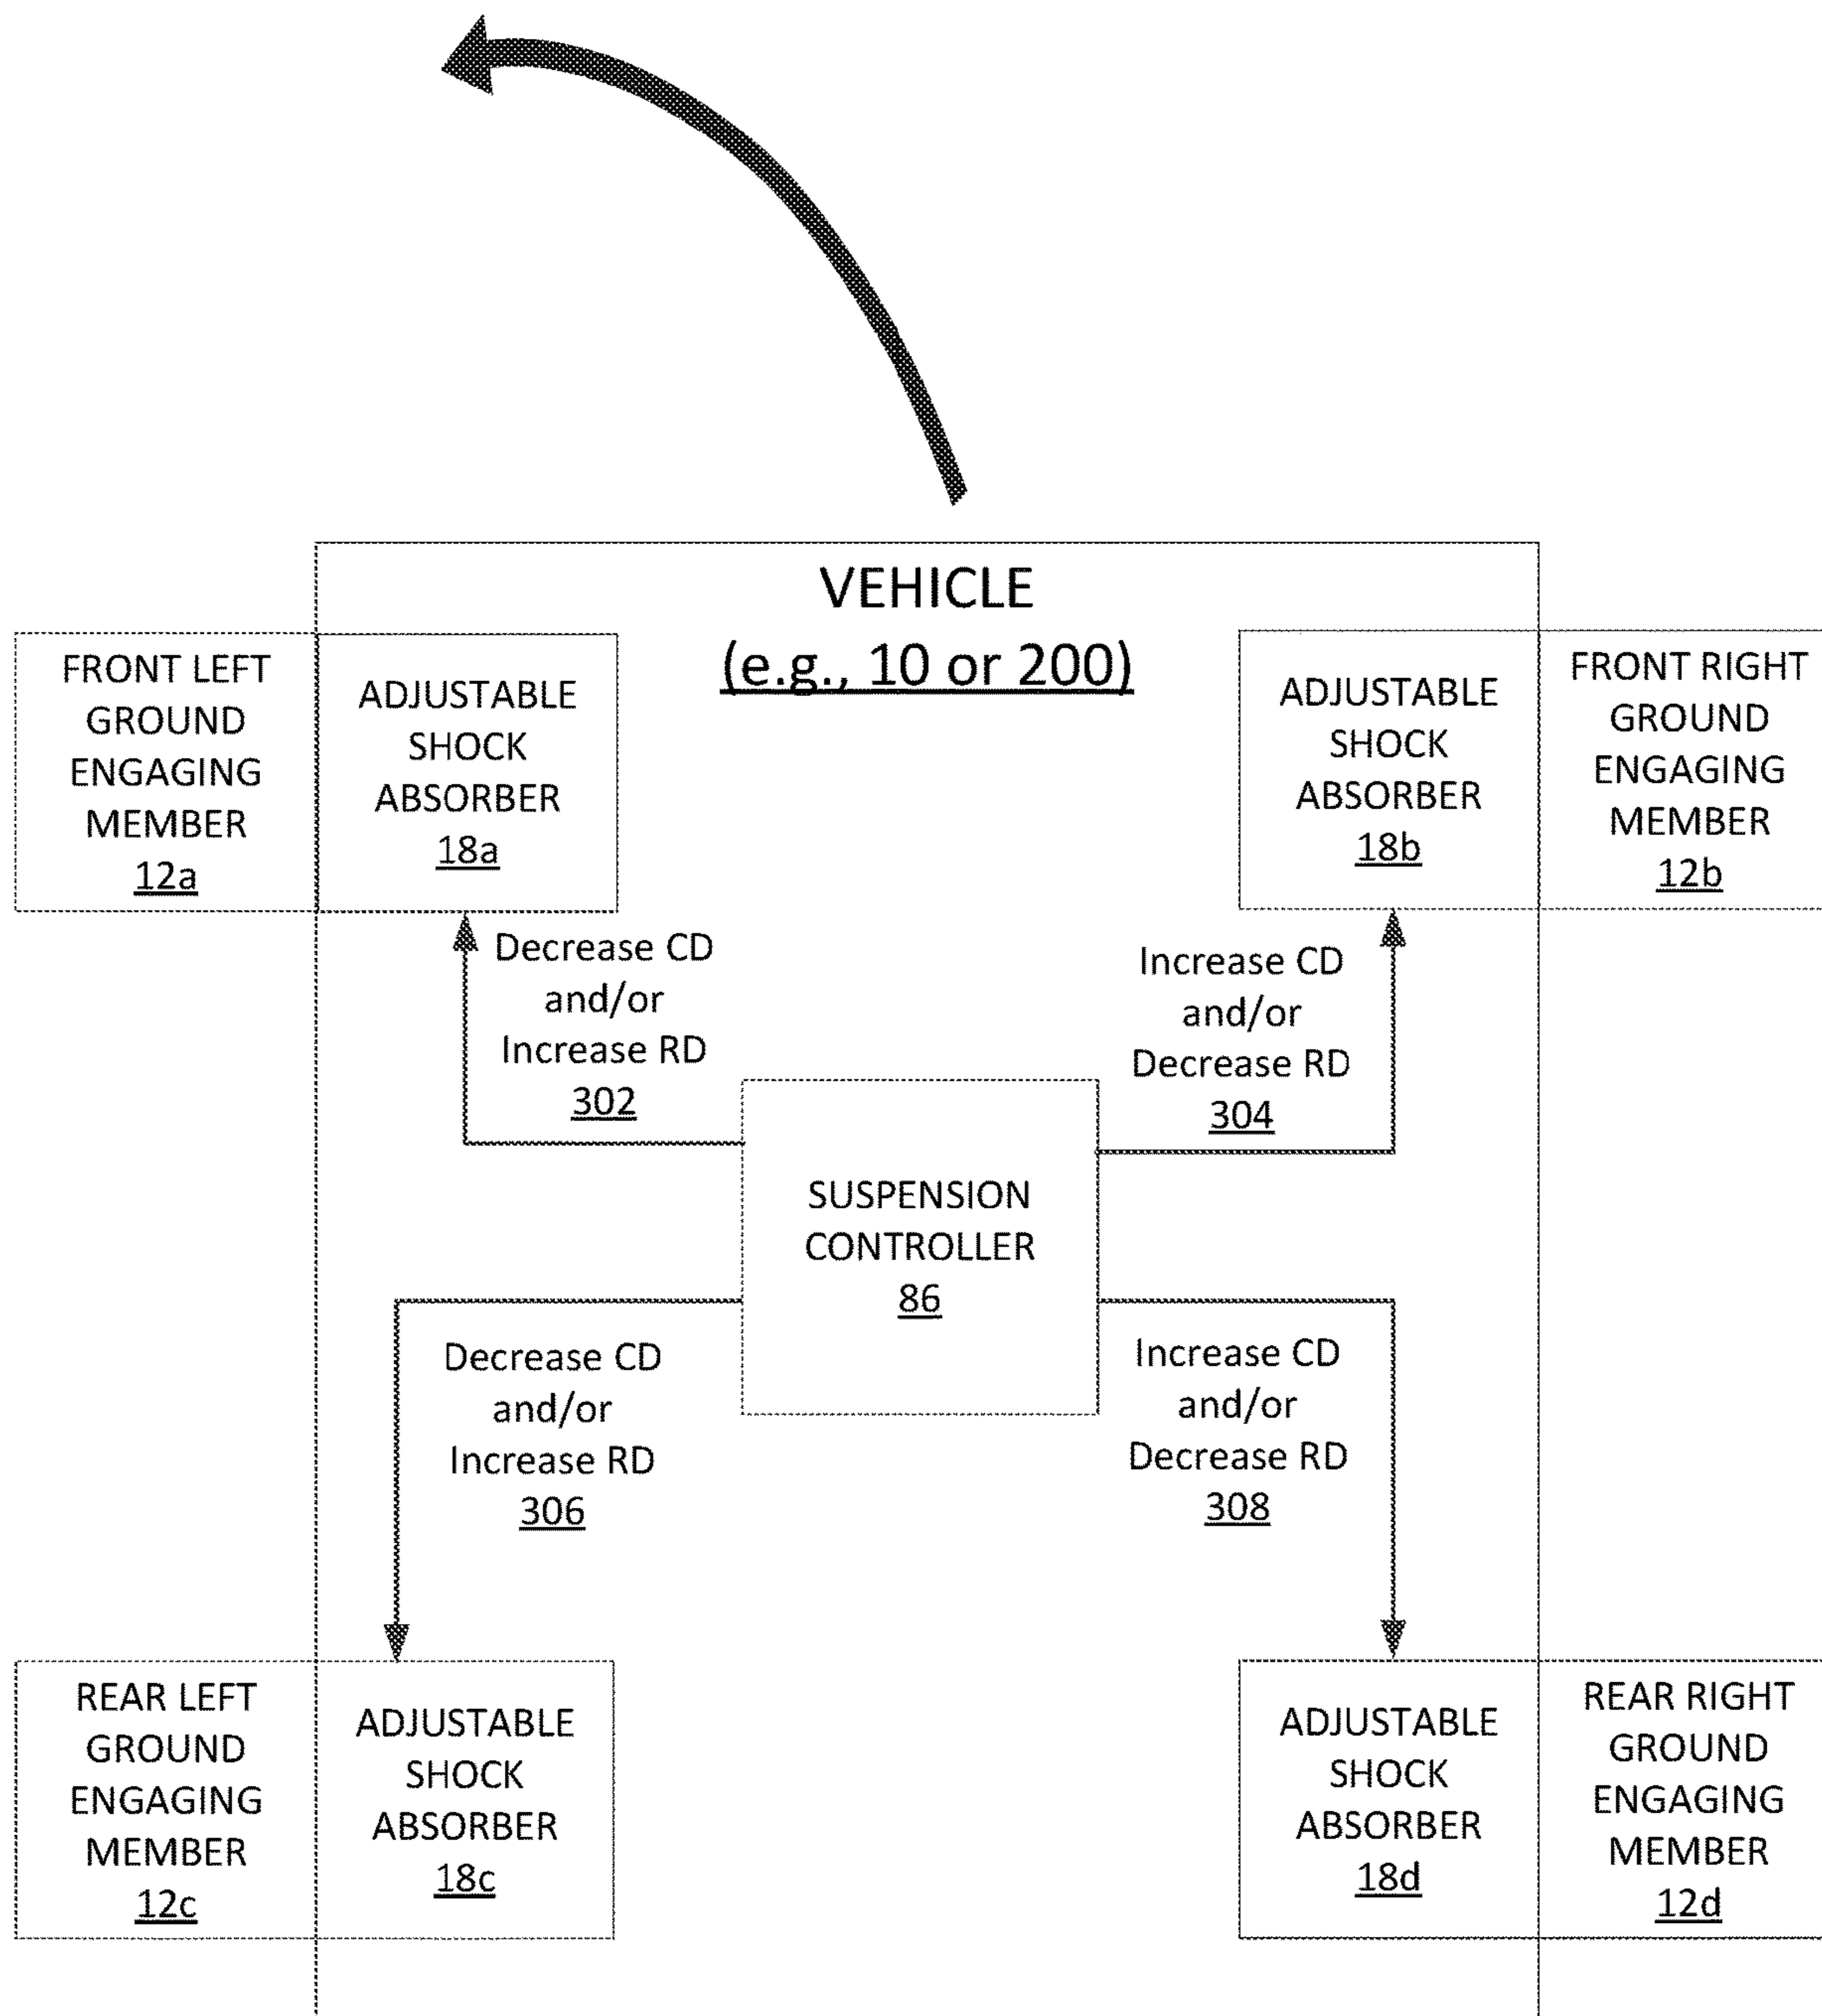 VEHICLE
(e.g., 10 or 200)
FRONT LEFT
GROUND
ENGAGING
MEMBER
12a
ADJUSTABLE
SHOCK
ABSORBER
18a
ADJUSTABLE
SHOCK
ABSORBER
18b
FRONT RIGHT
GROUND
ENGAGING
MEMBER
12b
Decrease CD
and/or
Increase RD
302
Increase CD
and/or
Decrease RD
304
SUSPENSION
CONTROLLER
86
Decrease CD
and/or
Increase RD
306
Increase CD
and/or
Decrease RD
308
REAR LEFT
GROUND
ENGAGING
MEMBER
12c
ADJUSTABLE
SHOCK
ABSORBER
18c
ADJUSTABLE
SHOCK
ABSORBER
18d
REAR RIGHT
GROUND
ENGAGING
MEMBER
12d